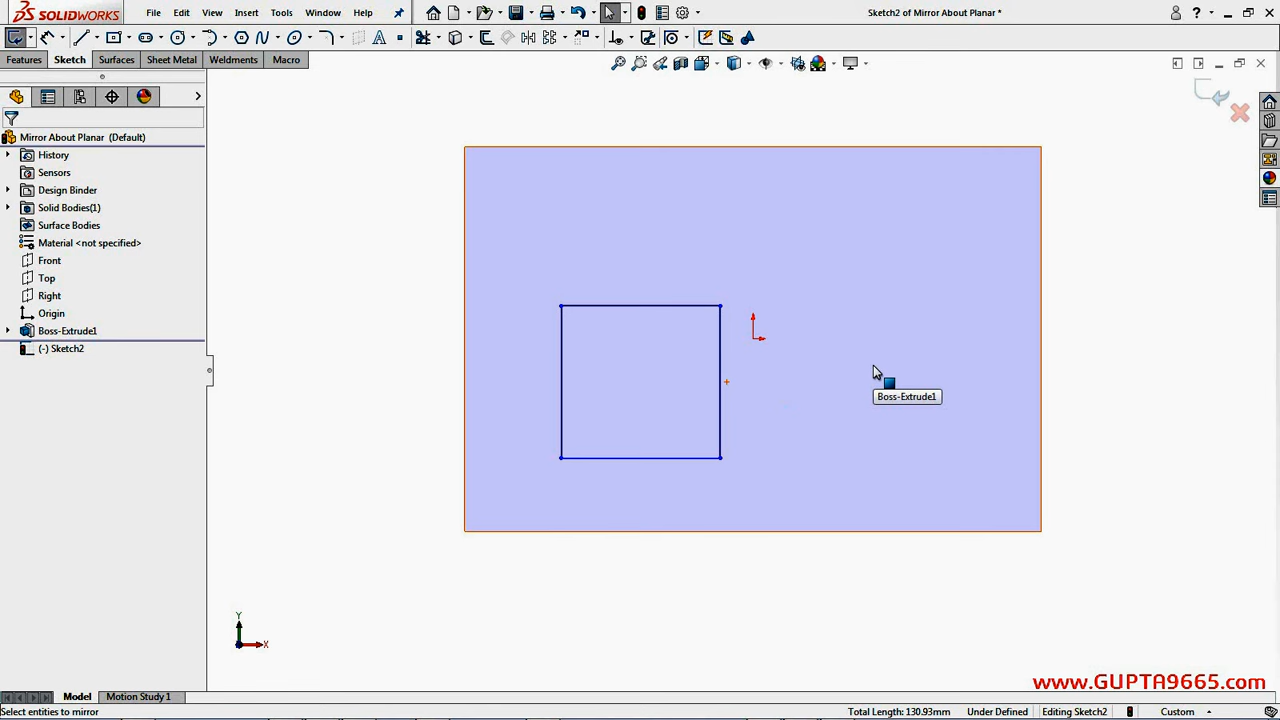 SOLIDWORKS
File Edit View Insert Tools Window Help
Sketch2 of Mirror About Planar *
Features Sketch Surfaces Sheet Metal Weldments Macro
Mirror About Planar (Default)
History
Sensors
Design Binder
Solid Bodies(1)
Surface Bodies
Material <not specified>
Front
Top
Right
Origin
Boss-Extrude1
(-) Sketch2
Boss-Extrude1
Y
X
www.GUPTA9665.com
Model Motion Study 1
Select entities to mirror Total Length: 130.93mm Under Defined Editing Sketch2 Custom